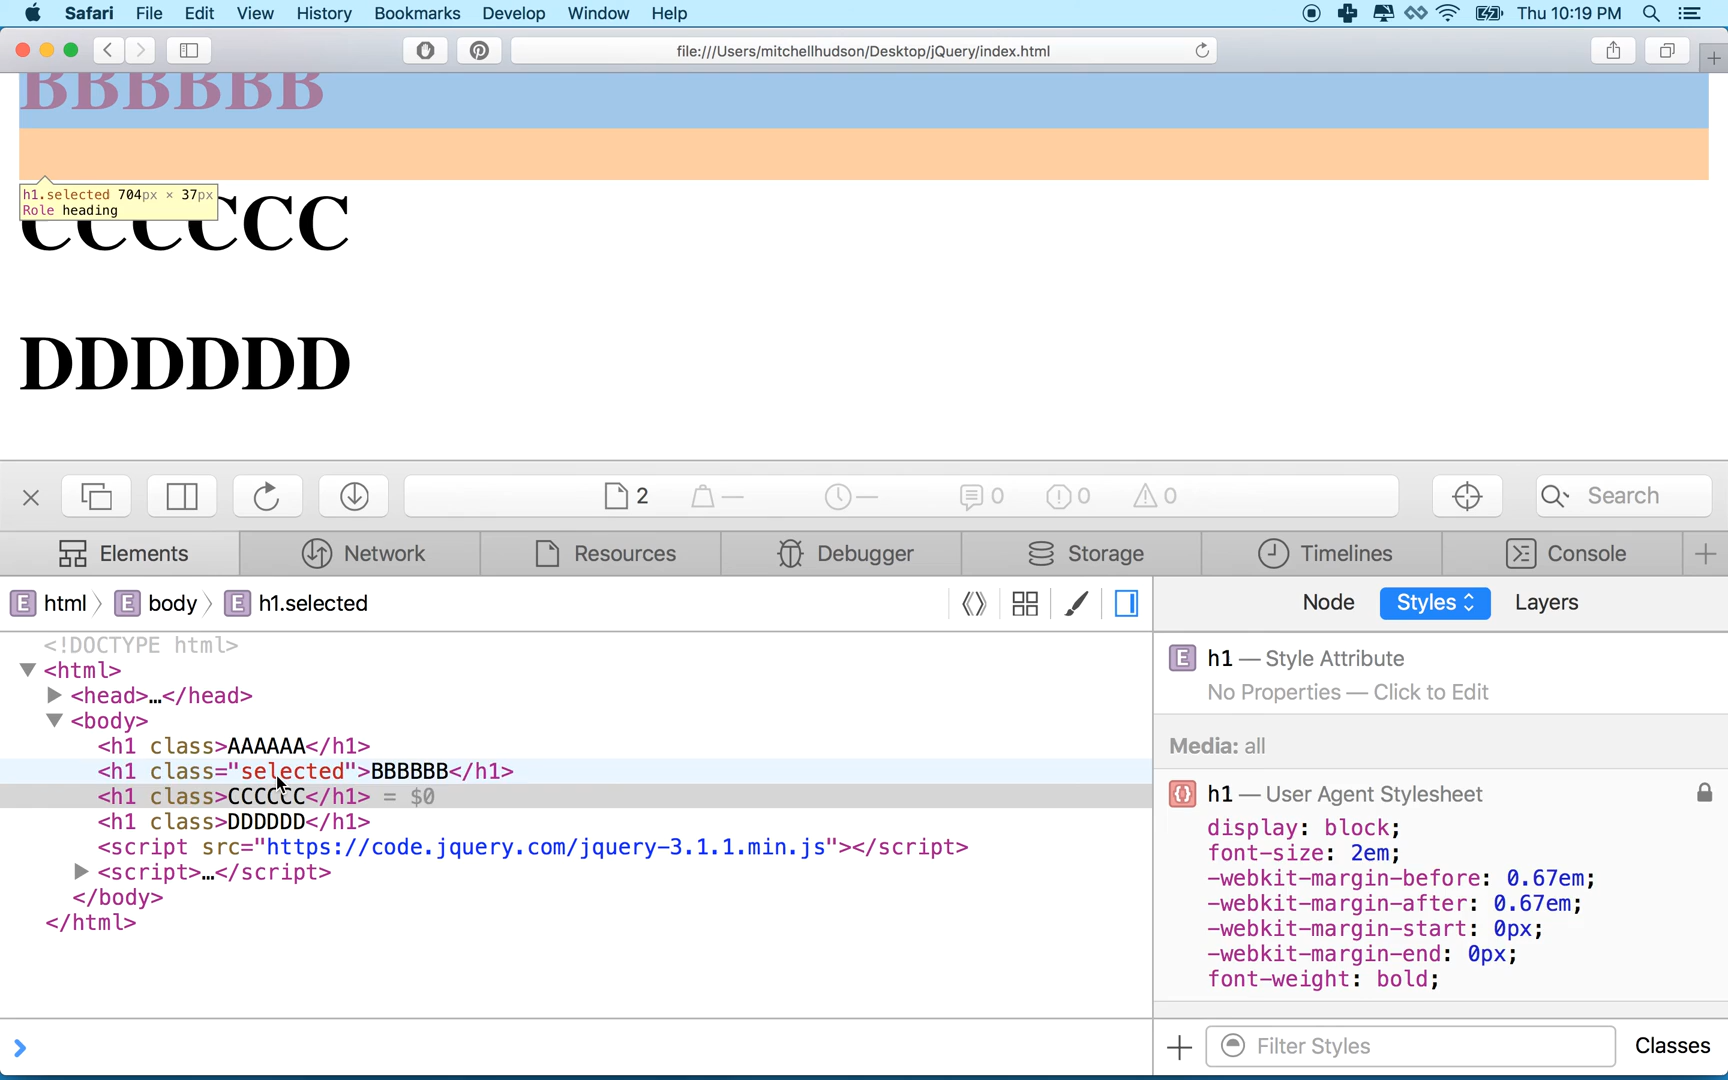 Safari File Edit View History Bookmarks Develop Window Help Thu 10:19 PM
file:///Users/mitchellhudson/Desktop/jQuery/index.html
BBBBBB
h1.selected 704px × 37px
Role heading
CCCCCC
DDDDDD
2 — — 0 0 0 Search
Elements Network Resources Debugger Storage Timelines Console
E html E body E h1.selected Node Styles Layers
<!DOCTYPE html>
<html>
<head>…</head>
<body>
<h1 class>AAAAAA</h1>
<h1 class="selected">BBBBBB</h1>
<h1 class>CCCCCC</h1> = $0
<h1 class>DDDDDD</h1>
<script src="https://code.jquery.com/jquery-3.1.1.min.js"></script>
<script>…</script>
</body>
</html>
E h1 — Style Attribute
No Properties — Click to Edit
Media: all
{} h1 — User Agent Stylesheet
display: block;
font-size: 2em;
-webkit-margin-before: 0.67em;
-webkit-margin-after: 0.67em;
-webkit-margin-start: 0px;
-webkit-margin-end: 0px;
font-weight: bold;
Filter Styles Classes